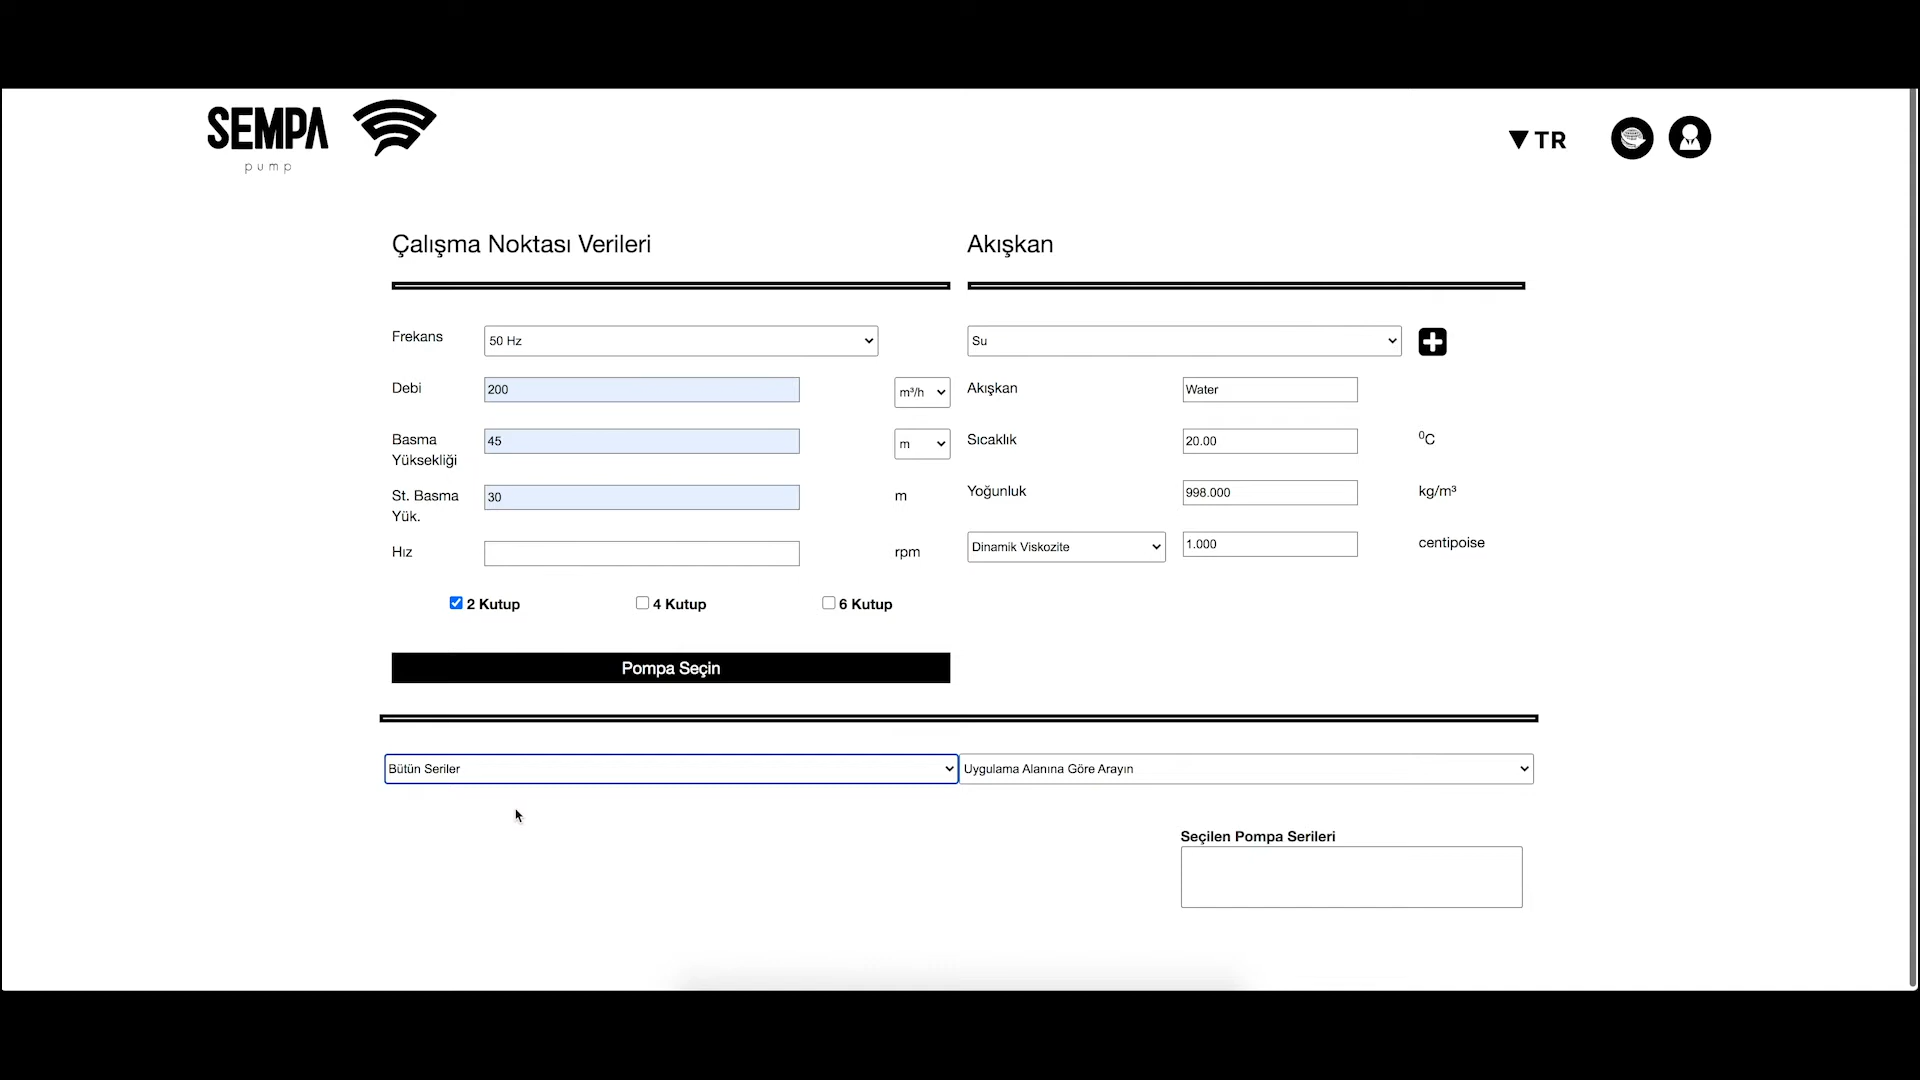 SEMPA
pump
TR
Çalışma Noktası Verileri
Akışkan
Frekans
50 Hz
Su
Debi
200
m³/h
Akışkan
Water
Basma
Yüksekliği
45
m
Sıcaklık
20.00
⁰C
St. Basma
Yük.
30
m
Yoğunluk
998.000
kg/m³
Hız
rpm
Dinamik Viskozite
1.000
centipoise
2 Kutup
4 Kutup
6 Kutup
Pompa Seçin
Bütün Seriler
Uygulama Alanına Göre Arayın
Seçilen Pompa Serileri